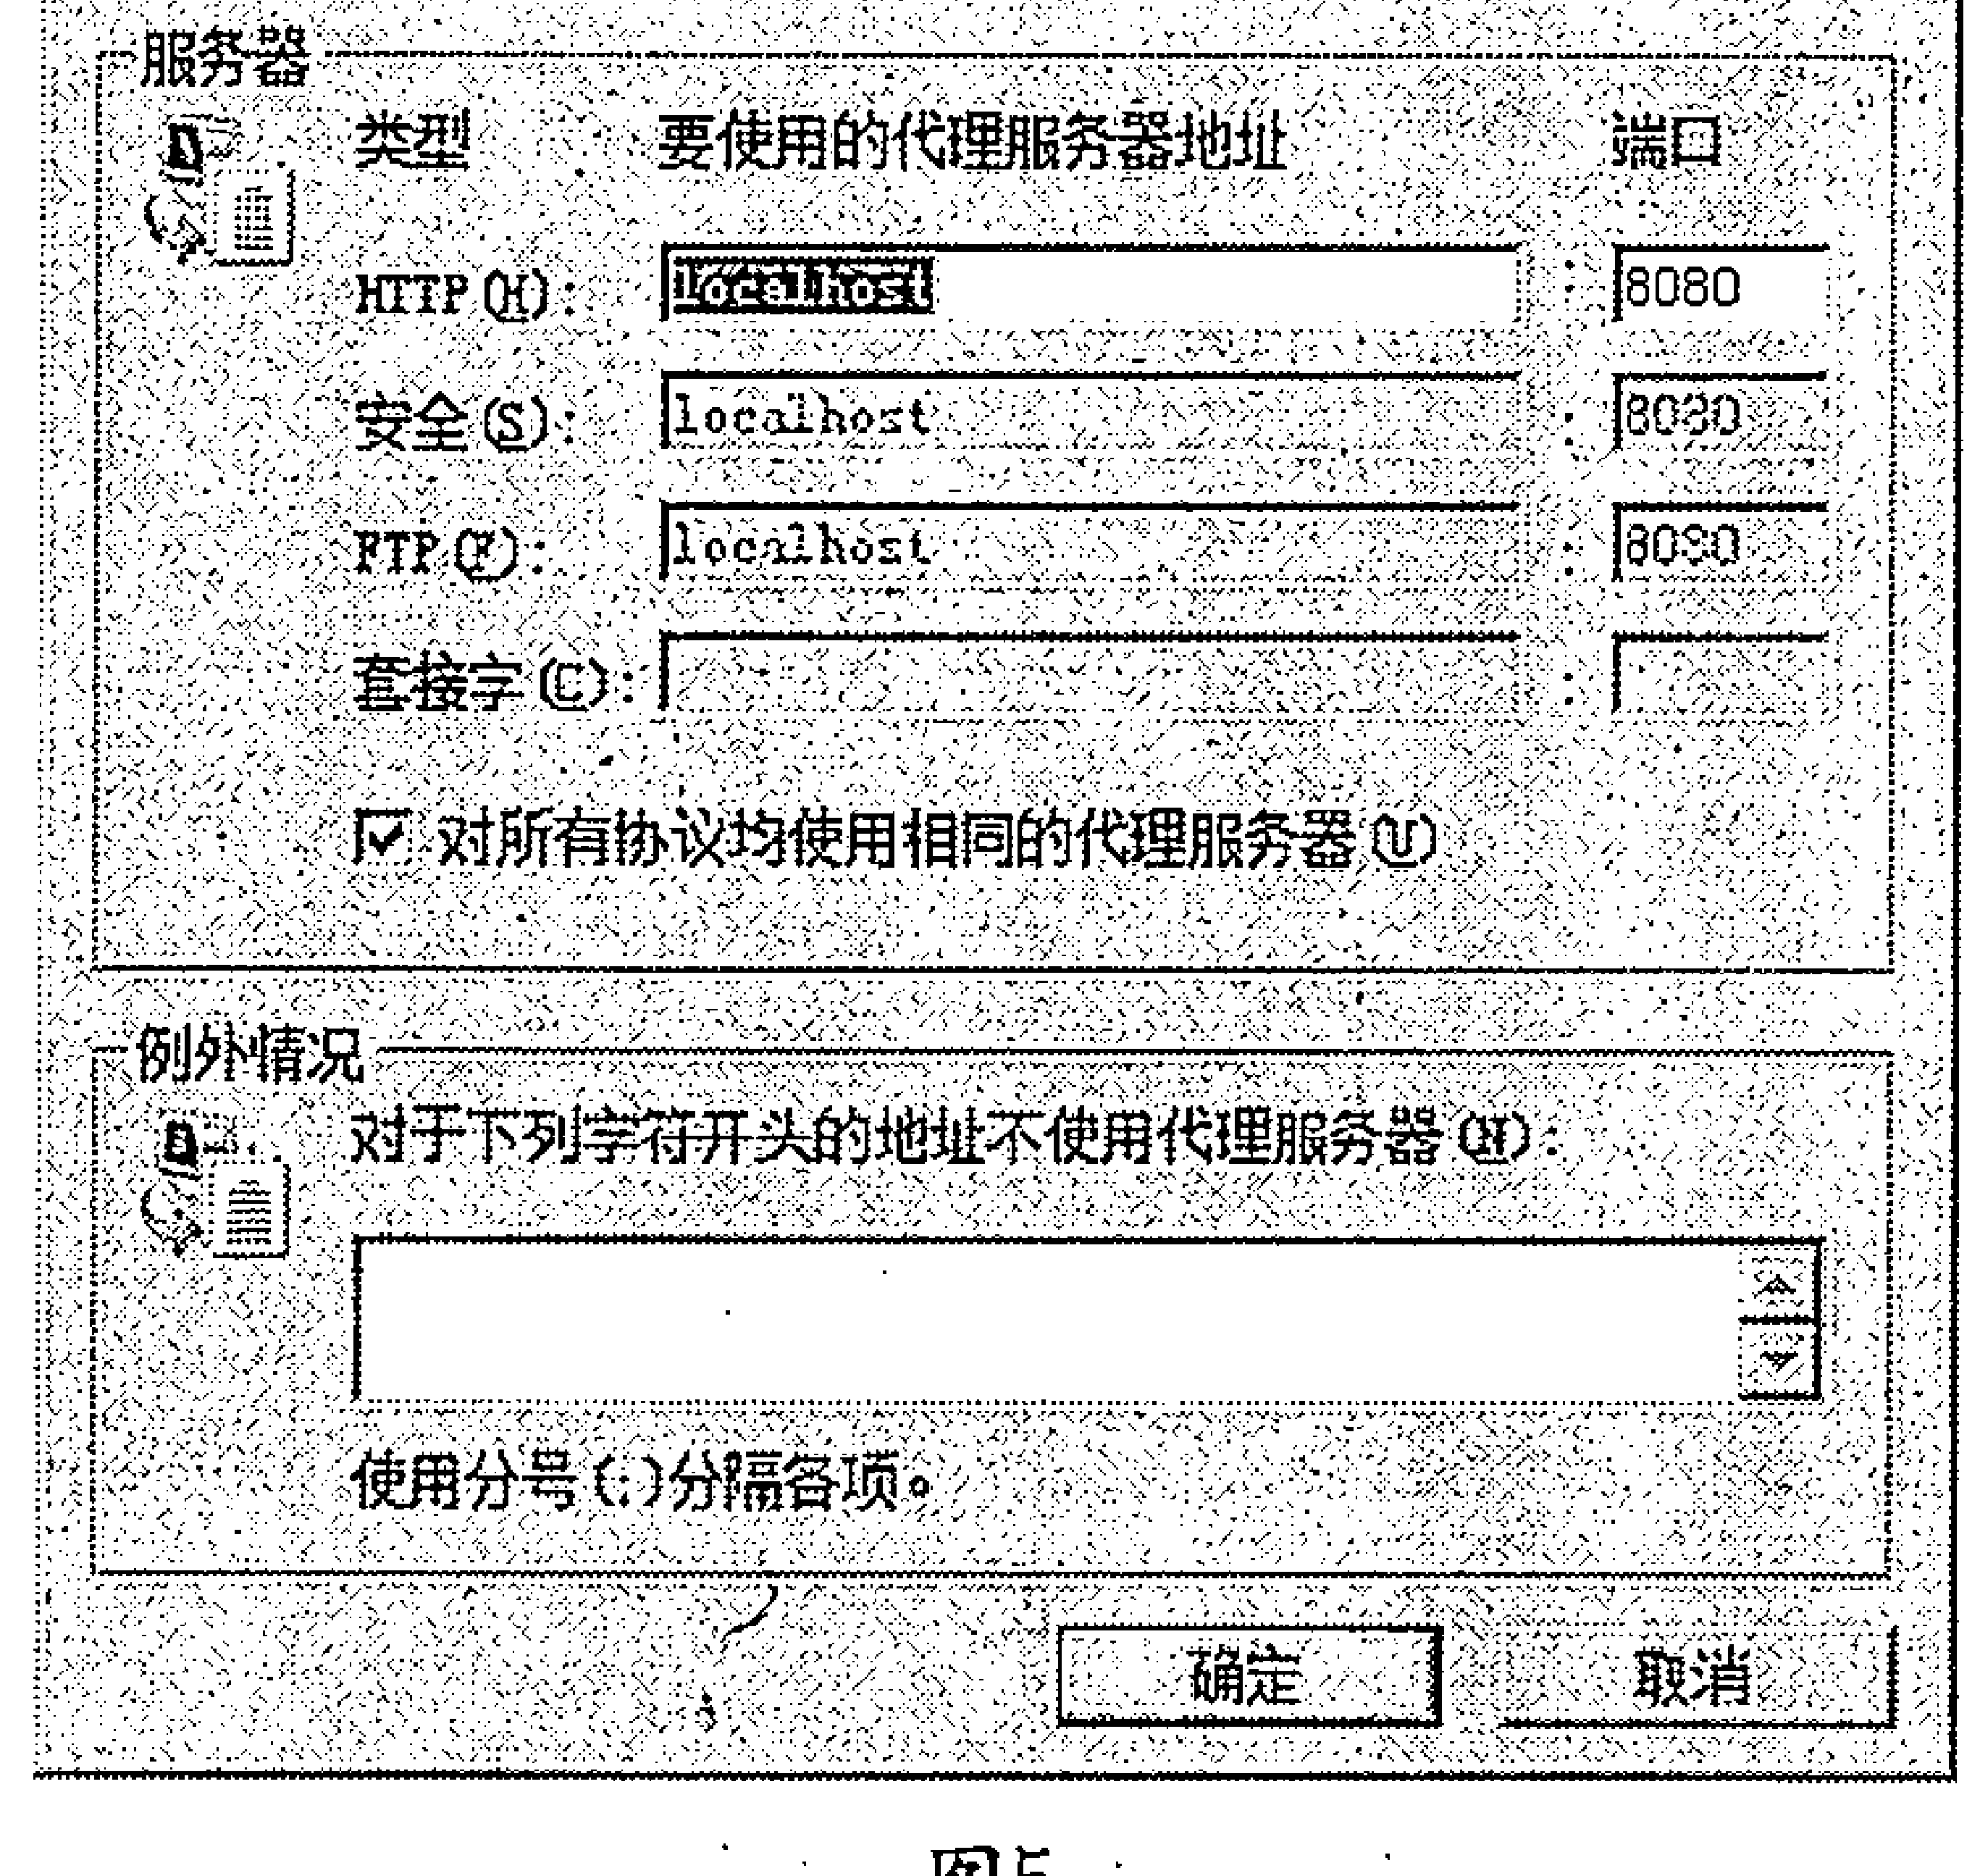 服务器
类型 要使用的代理服务器地址 端口
HTTP(H): localhost : 8080
安全(S): localhost : 8080
FTP(F): localhost : 8080
套接字(C): :
对所有协议均使用相同的代理服务器(U)
例外情况
对于下列字符开头的地址不使用代理服务器(N):
使用分号(;)分隔各项。
确定 取消
图5